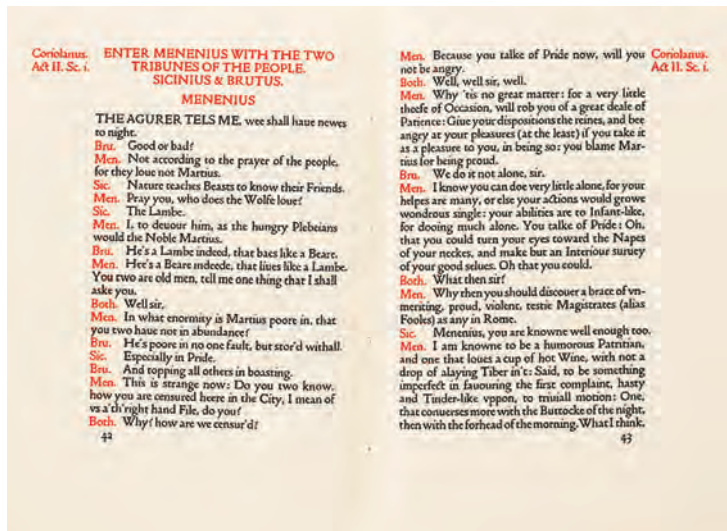 Coriolanus.
Act II. Sc. i.
ENTER MENENIUS WITH THE TWO
TRIBUNES OF THE PEOPLE.
SICINIUS & BRUTUS.
MENENIUS
THE AGURER TELS ME, wee shall haue newes
to night.
Bru. Good or bad?
Men. Not according to the prayer of the people,
for they loue not Martius.
Sic. Nature teaches Beasts to know their Friends.
Men. Pray you, who does the Wolfe loue?
Sic. The Lambe.
Men. I, to deuour him, as the hungry Plebeians
would the Noble Martius.
Bru. He's a Lambe indeed, that baes like a Beare.
Men. Hee's a Beare indeede, that liues like a Lambe.
You two are old men, tell me one thing that I shall
aske you.
Both. Well sir.
Men. In what enormity is Martius poore in, that
you two haue not in abundance?
Bru. He's poore in no one fault, but stor'd withall.
Sic. Especially in Pride.
Bru. And topping all others in boasting.
Men. This is strange now: Do you two know,
how you are censured heere in the City, I mean of
vs a'th'right hand File, do you?
Both. Why? how are we censur'd?
42
Men. Because you talke of Pride now, will you
not be angry.
Both. Well, well sir, well.
Men. Why 'tis no great matter: for a very little
theefe of Occasion, will rob you of a great deale of
Patience: Giue your dispositions the reines, and bee
angry at your pleasures (at the least) if you take it
as a pleasure to you, in being so: you blame Mar-
tius for being proud.
Bru. We do it not alone, sir.
Men. I know you can doe very little alone, for your
helpes are many, or else your actions would growe
wondrous single: your abilities are to Infant-like,
for dooing much alone. You talke of Pride: Oh,
that you could turn your eyes toward the Napes
of your neckes, and make but an Interiour suruey
of your good selues. Oh that you could.
Both. What then sir?
Men. Why then you should discouer a brace of vn-
meriting, proud, violent, testie Magistrates (alias
Fooles) as any in Rome.
Sic. Menenius, you are knowne well enough too.
Men. I am knowne to be a humorous Patritian,
and one that loues a cup of hot Wine, with not a
drop of alaying Tiber in't: Said, to be something
imperfect in fauouring the first complaint, hasty
and Tinder-like vppon, to triuiall motion: One,
that conuerses more with the Buttocke of the night,
then with the forhead of the morning. What I think,
43
Coriolanus.
Act II. Sc. i.